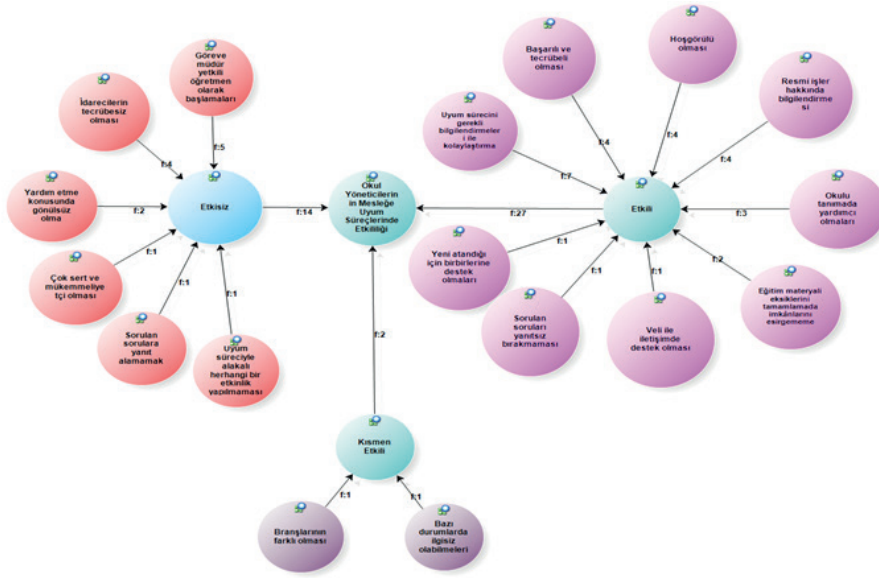 Göreve
müdür
yetkili
öğretmen
olarak
başlamaları
f:5
İdarecilerin
tecrübesiz
olması
f:4
Yardım etme
konusunda
gönülsüz
olma
f:2
Çok sert ve
mükemmeliye
tçi olması
f:1
Sorulan
sorulara
yanıt
alamamak
f:1
Uyum
süreciyle
alakalı
herhangi bir
etkinlik
yapılmaması
f:1
Etkisiz
f:14
Okul
Yöneticilerin
in Mesleğe
Uyum
Süreçlerinde
Etkililiği
f:27
Etkili
Başarılı ve
tecrübeli
olması
f:4
Hoşgörülü
olması
f:4
Resmi işler
hakkında
bilgilendirme
si
f:4
Uyum sürecini
gerekli
bilgilendirmeler
i ile
kolaylaştırma
f:7
Okulu
tanımada
yardımcı
olmaları
f:3
Yeni atandığı
için birbirlerine
destek
olmaları
f:1
Eğitim materyali
eksiklerini
tamamlamada
imkânlarını
esirgememe
f:2
Sorulan
soruları
yanıtsız
bırakmaması
f:1
Veli ile
iletişimde
destek olması
f:1
f:2
Kısmen
Etkili
f:1
Branşlarının
farklı olması
f:1
Bazı
durumlarda
ilgisiz
olabilmeleri